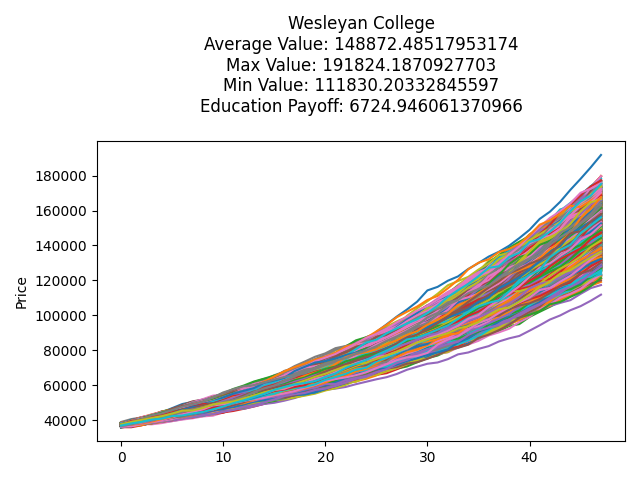 Wesleyan College
Average Value: 148872.48517953174
Max Value: 191824.1870927703
Min Value: 111830.20332845597
Education Payoff: 6724.946061370966
180000
160000
140000
120000
100000
80000
60000
40000
Price
0 10 20 30 40